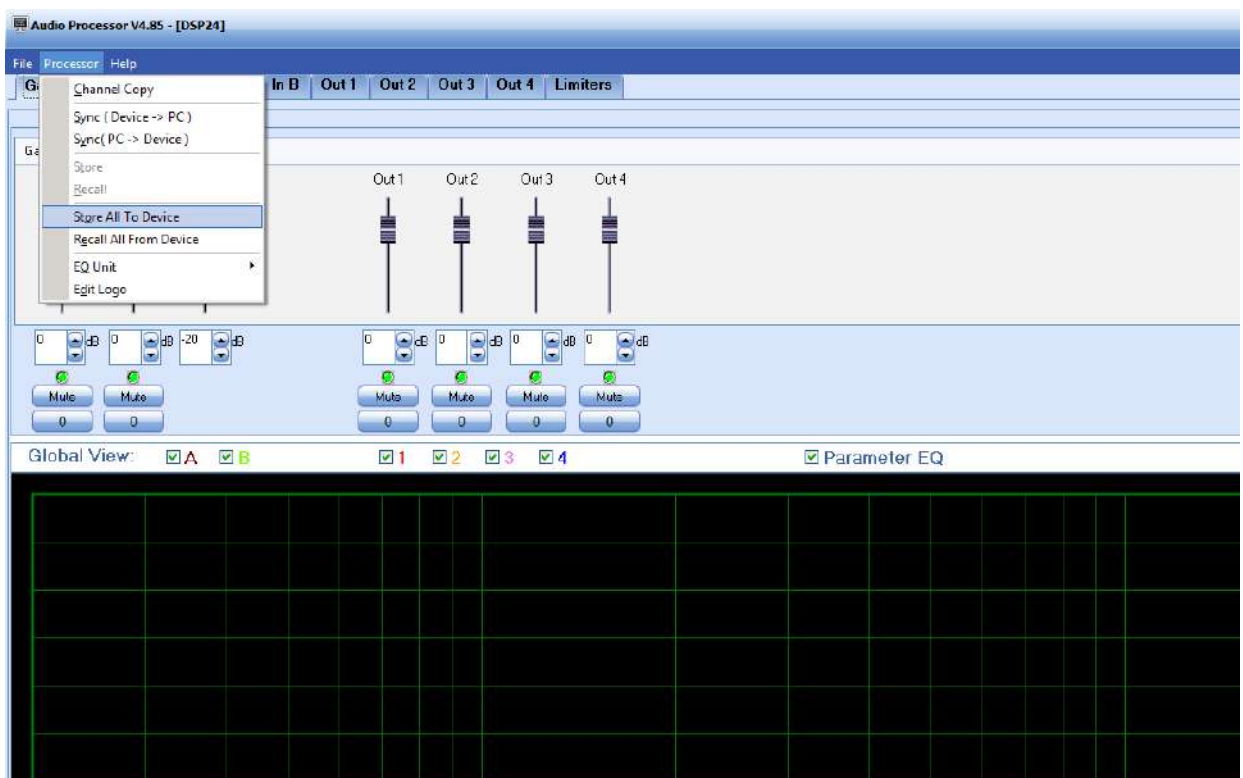 Audio Processor V4.85 - [DSP24]
File Processor Help
In B Out 1 Out 2 Out 3 Out 4 Limiters
Channel Copy
Sync ( Device -> PC )
Sync( PC -> Device )
Store
Recall
Store All To Device
Recall All From Device
EQ Unit
Edit Logo
Out 1 Out 2 Out 3 Out 4
0 dB 0 dB -20 dB 0 dB 0 dB 0 dB 0 dB
Mute Mute Mute Mute Mute Mute
0 0 0 0 0 0
Global View: A B 1 2 3 4 Parameter EQ